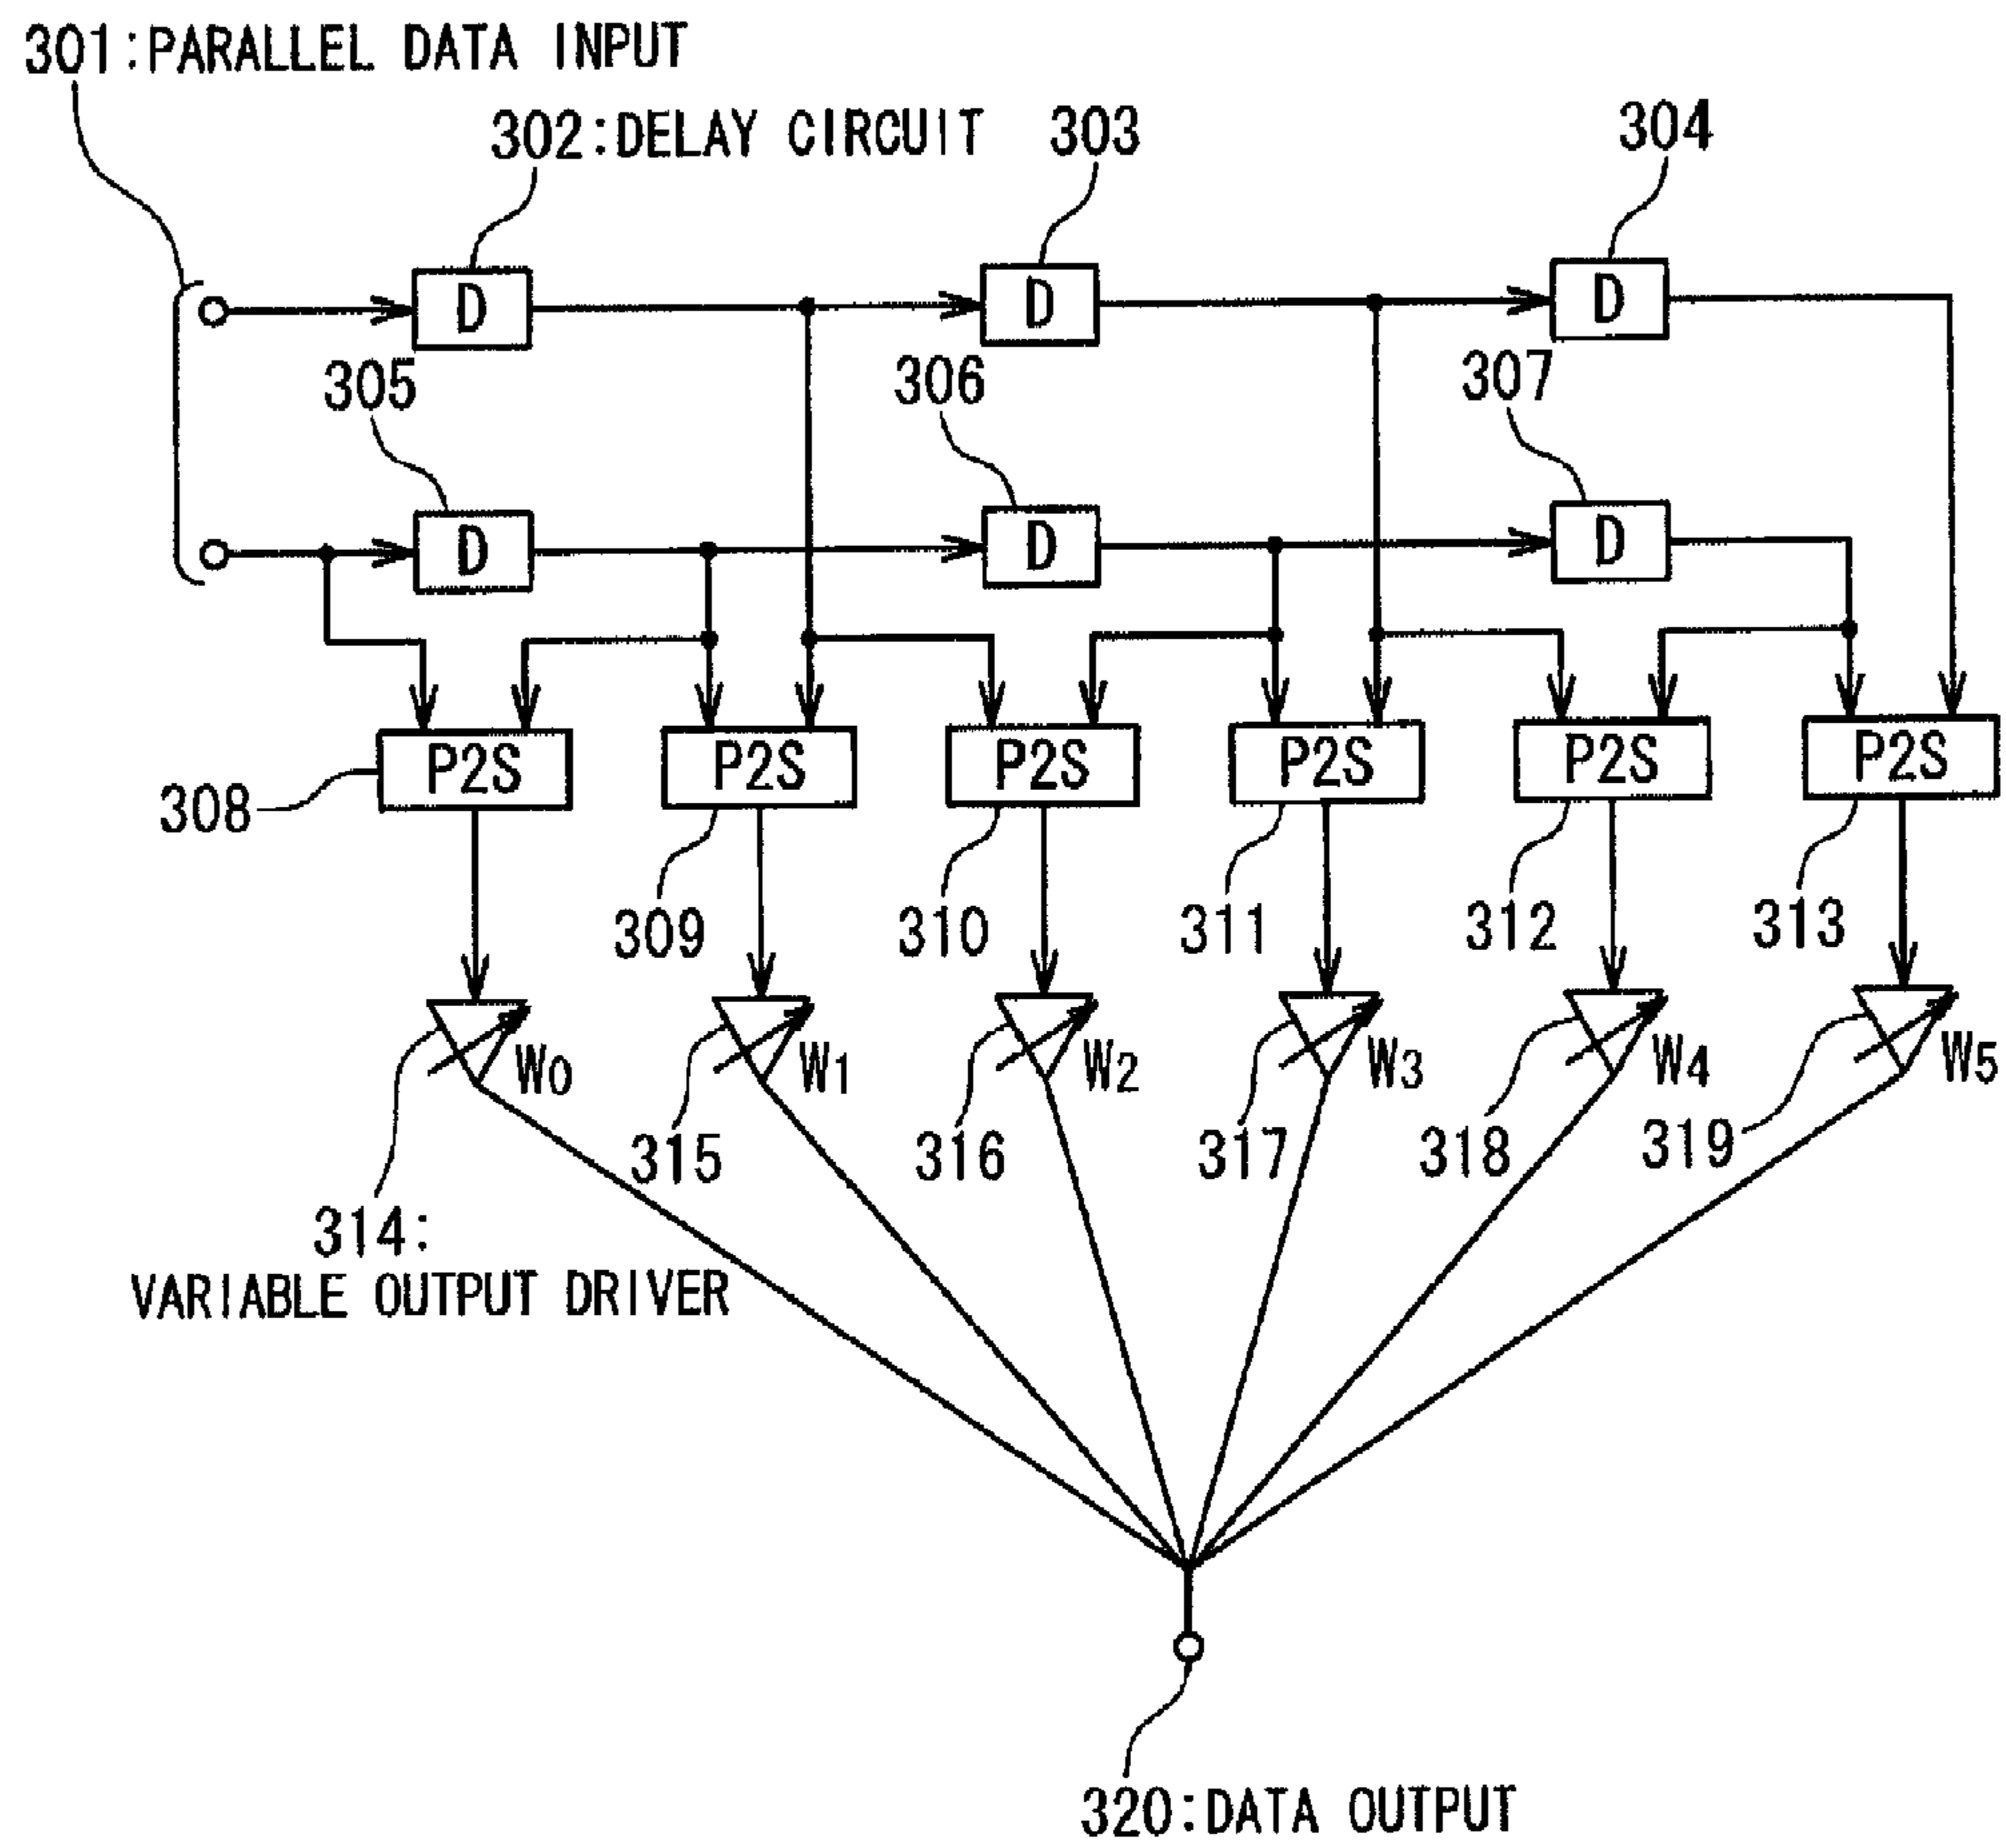 301:PARALLEL DATA INPUT
302:DELAY CIRCUIT
303
304
D
D
D
305
306
307
D
D
D
P2S
P2S
P2S
P2S
P2S
P2S
308
309
310
311
312
313
W0
W1
W2
W3
W4
W5
315
316
317
318
319
314:
VARIABLE OUTPUT DRIVER
320:DATA OUTPUT